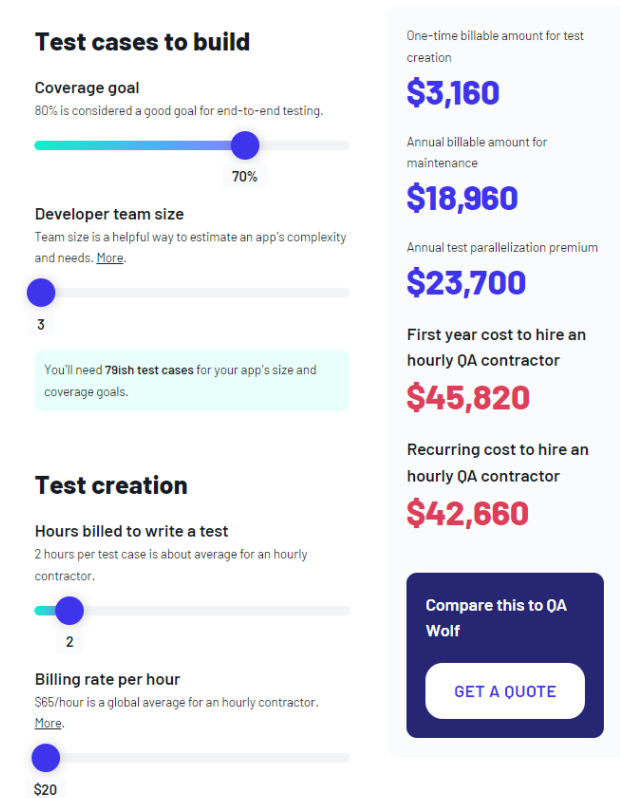 Test cases to build
Coverage goal
80% is considered a good goal for end-to-end testing.
70%
Developer team size
Team size is a helpful way to estimate an app's complexity
and needs. More.
3
You'll need 79ish test cases for your app's size and
coverage goals.
Test creation
Hours billed to write a test
2 hours per test case is about average for an hourly
contractor.
2
Billing rate per hour
$65/hour is a global average for an hourly contractor.
More.
$20
One-time billable amount for test
creation
$3,160
Annual billable amount for
maintenance
$18,960
Annual test parallelization premium
$23,700
First year cost to hire an
hourly QA contractor
$45,820
Recurring cost to hire an
hourly QA contractor
$42,660
Compare this to QA
Wolf
GET A QUOTE